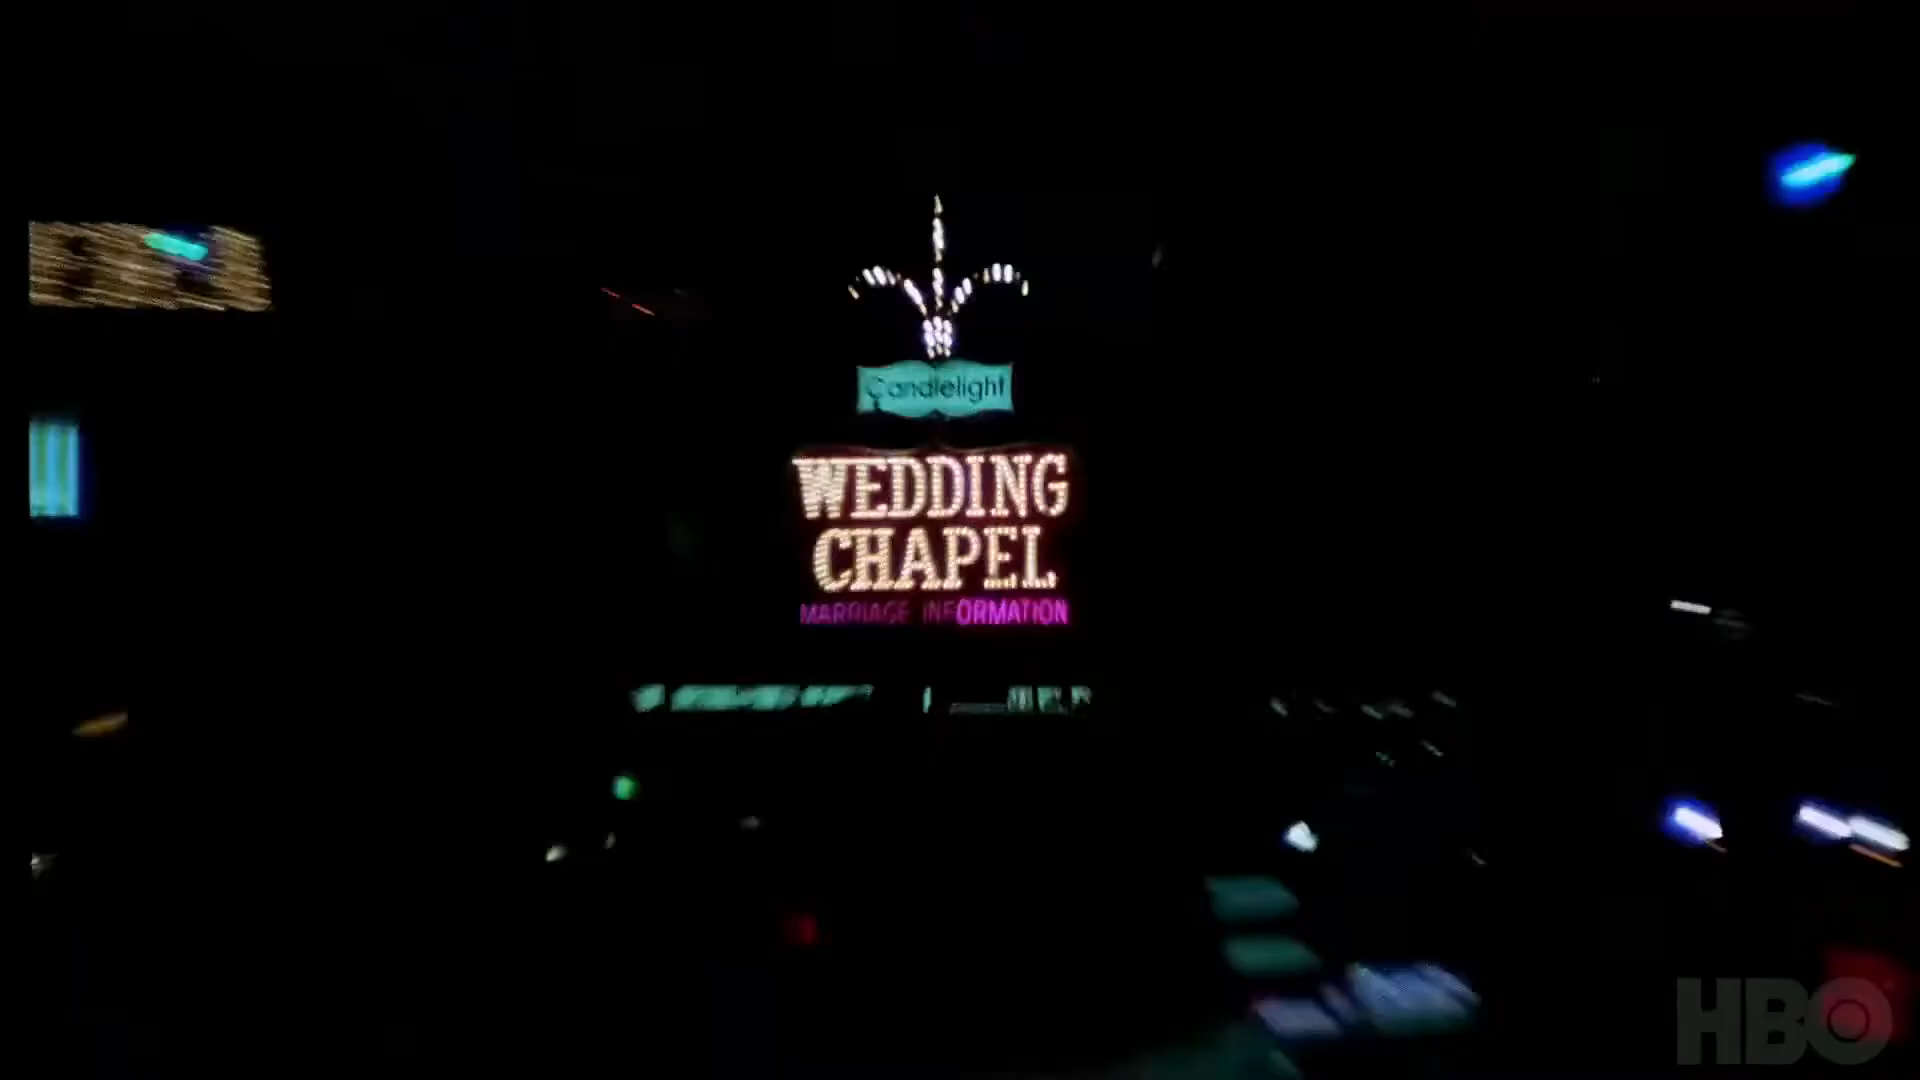 Candlelight
WEDDING
CHAPEL
MARRIAGE INFORMATION
HBO